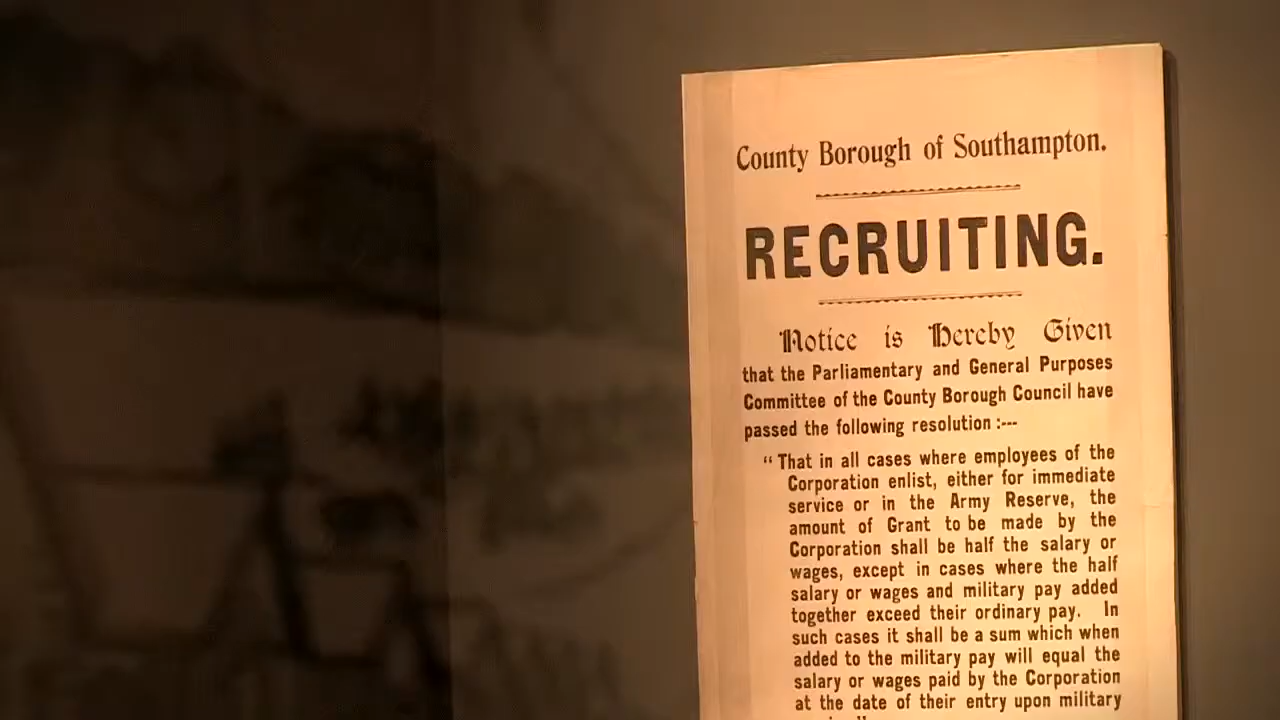 County Borough of Southampton.
RECRUITING.
Notice is Hereby Given
that the Parliamentary and General Purposes
Committee of the County Borough Council have
passed the following resolution :---
“ That in all cases where employees of the
Corporation enlist, either for immediate
service or in the Army Reserve, the
amount of Grant to be made by the
Corporation shall be half the salary or
wages, except in cases where the half
salary or wages and military pay added
together exceed their ordinary pay. In
such cases it shall be a sum which when
added to the military pay will equal the
salary or wages paid by the Corporation
at the date of their entry upon military